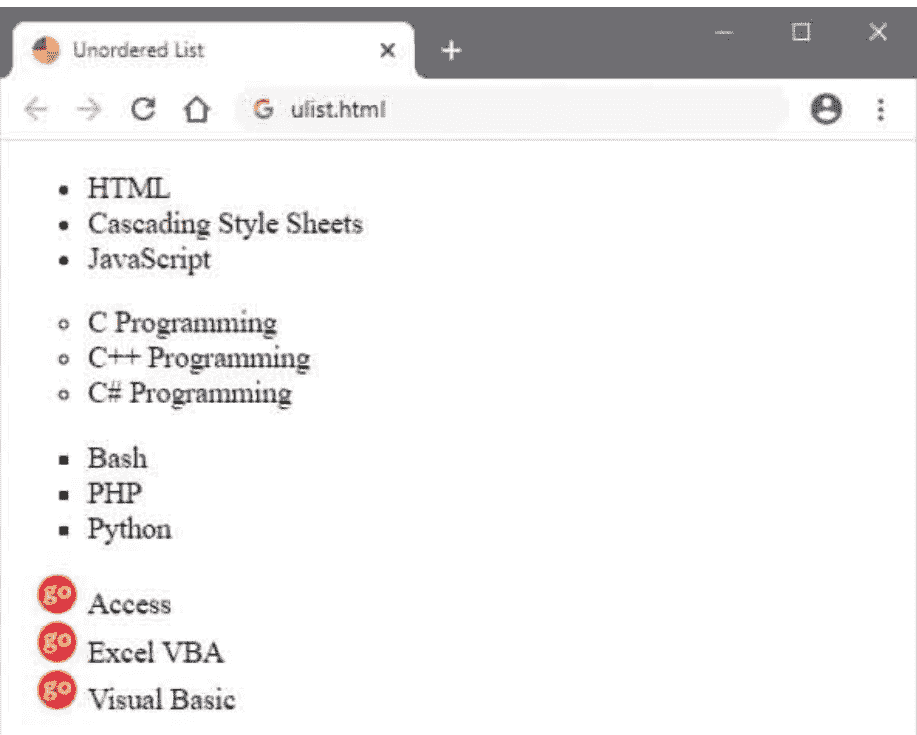 Unordered List
ulist.html
HTML
Cascading Style Sheets
JavaScript
C Programming
C++ Programming
C# Programming
Bash
PHP
Python
go Access
go Excel VBA
go Visual Basic